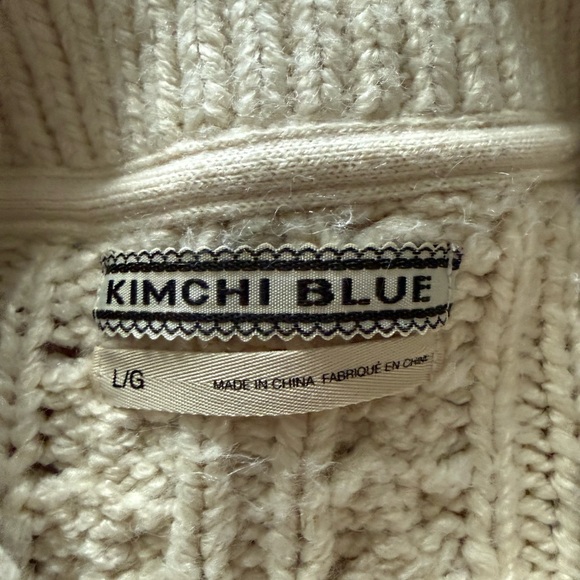 KIMCHI BLUE
L/G MADE IN CHINA FABRIQUÉ EN CHINE